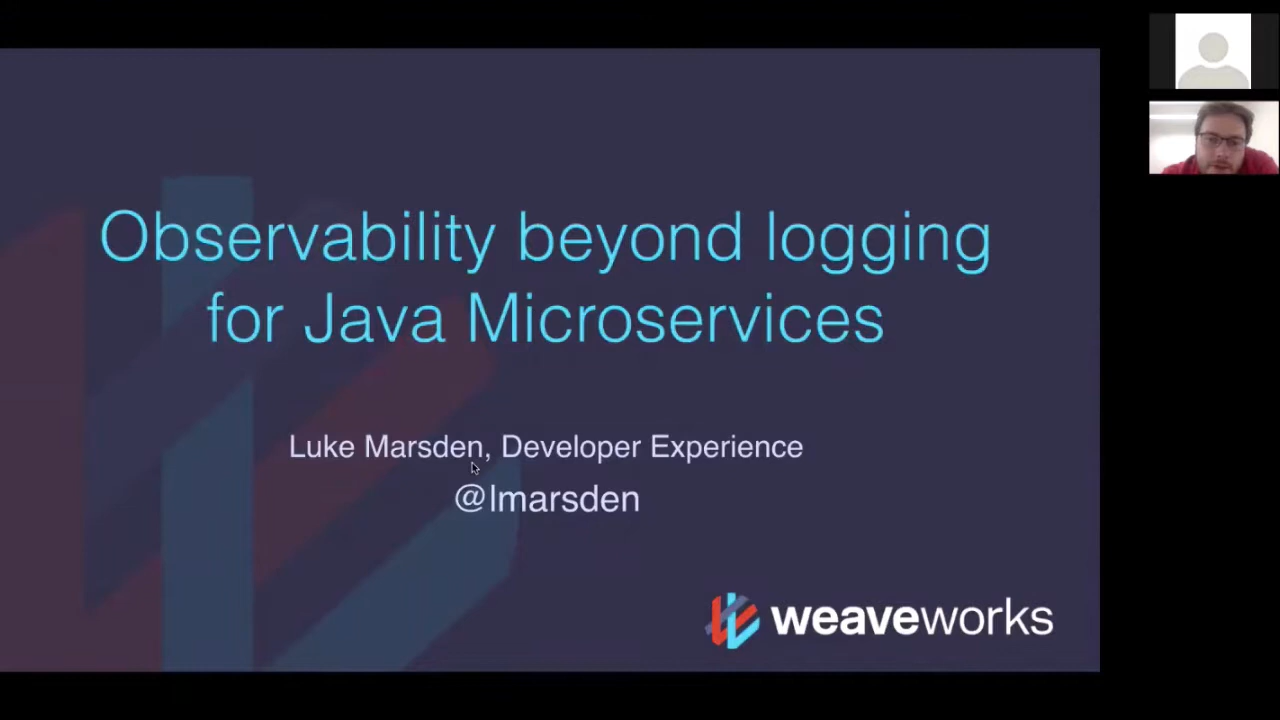 Observability beyond logging
for Java Microservices
Luke Marsden, Developer Experience
@lmarsden
weaveworks